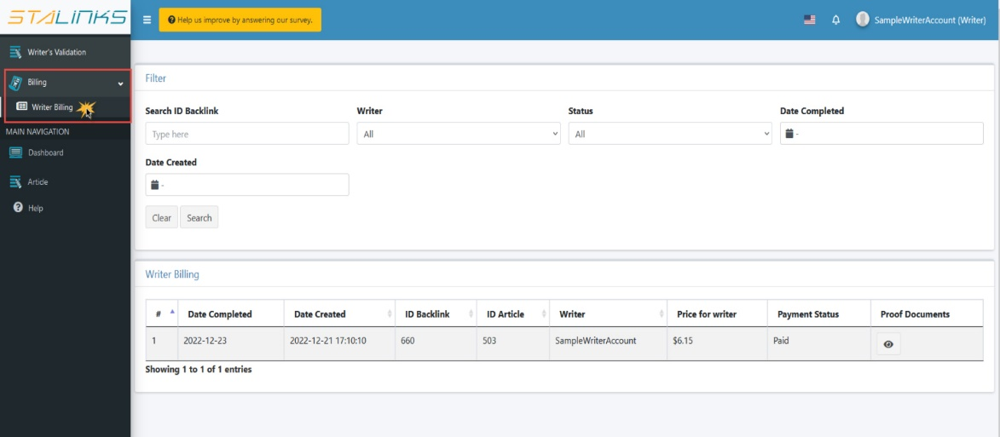 STALINKS
Help us improve by answering our survey.
SampleWriterAccount (Writer)
Writer's Validation
Billing
Writer Billing
MAIN NAVIGATION
Dashboard
Article
Help
Filter
Search ID Backlink Writer Status Date Completed
Type here All All -
Date Created
-
Clear Search
Writer Billing
# Date Completed Date Created ID Backlink ID Article Writer Price for writer Payment Status Proof Documents
1 2022-12-23 2022-12-21 17:10:10 660 503 SampleWriterAccount $6.15 Paid
Showing 1 to 1 of 1 entries